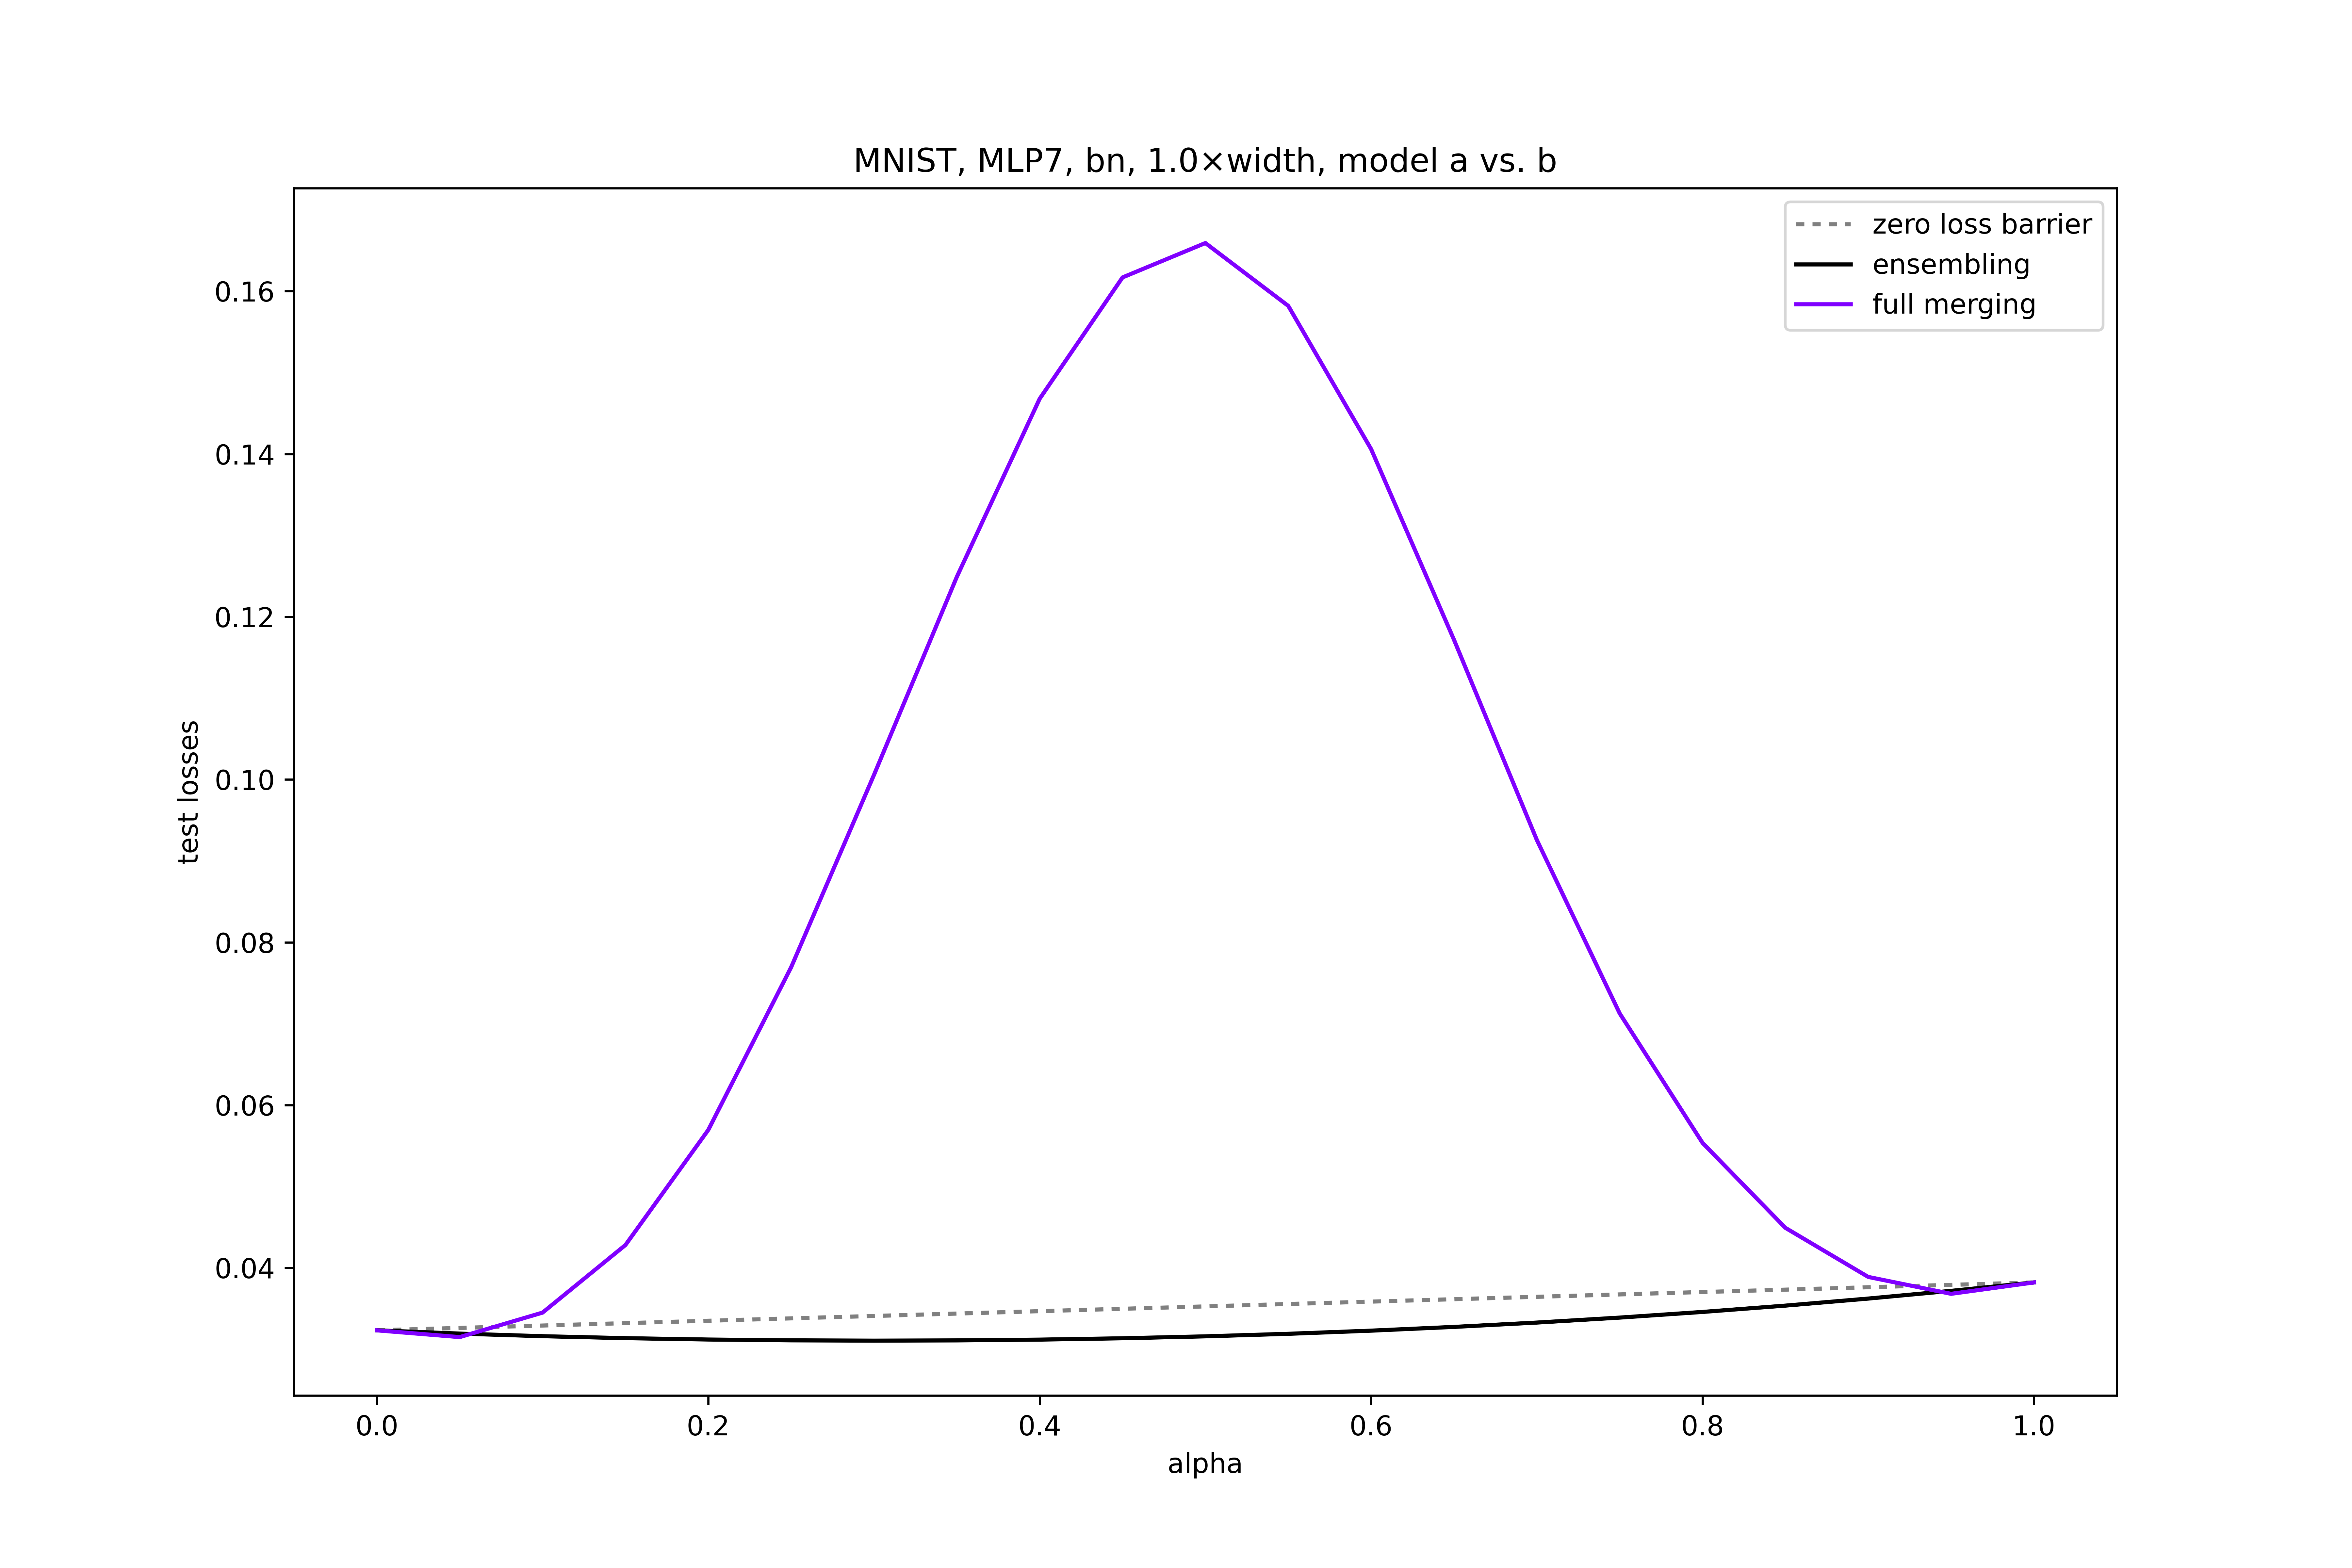 MNIST, MLP7, bn, 1.0×width, model a vs. b
zero loss barrier
ensembling
full merging
test losses
0.16
0.14
0.12
0.10
0.08
0.06
0.04
0.0 0.2 0.4 0.6 0.8 1.0
alpha